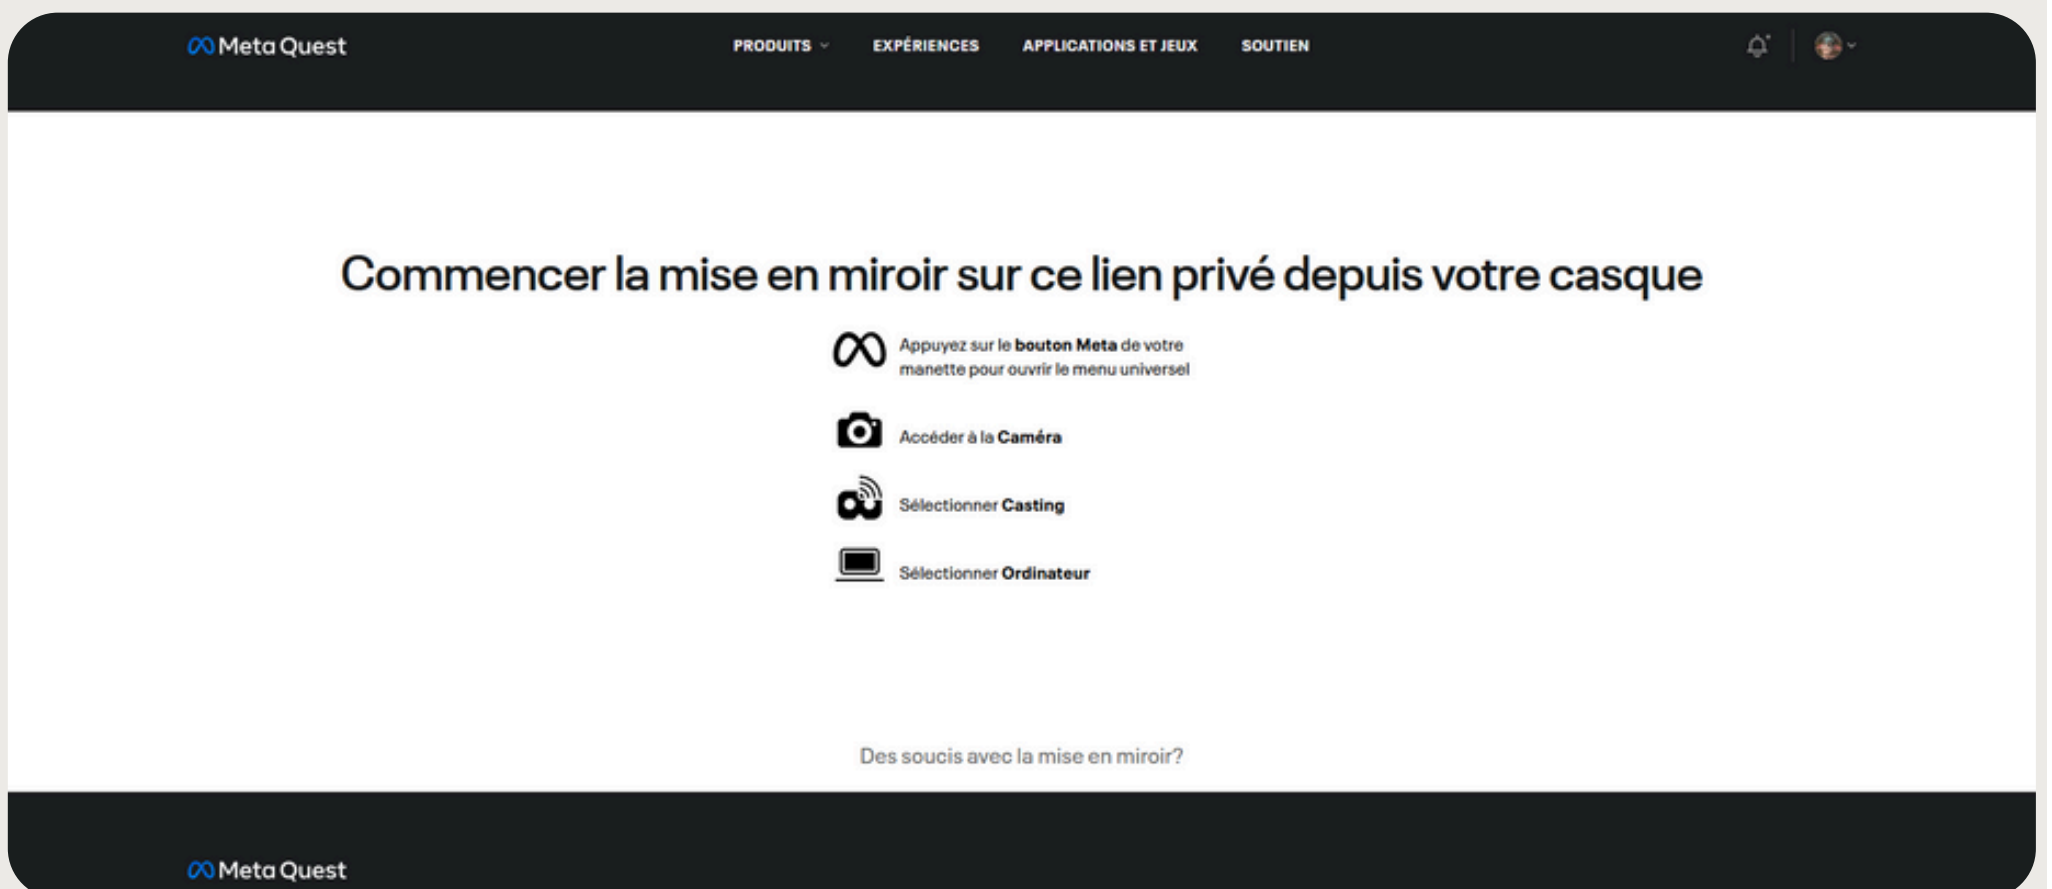 Meta Quest
PRODUITS
EXPÉRIENCES
APPLICATIONS ET JEUX
SOUTIEN
Commencer la mise en miroir sur ce lien privé depuis votre casque
Appuyez sur le bouton Meta de votre
manette pour ouvrir le menu universel
Accéder à la Caméra
Sélectionner Casting
Sélectionner Ordinateur
Des soucis avec la mise en miroir?
Meta Quest